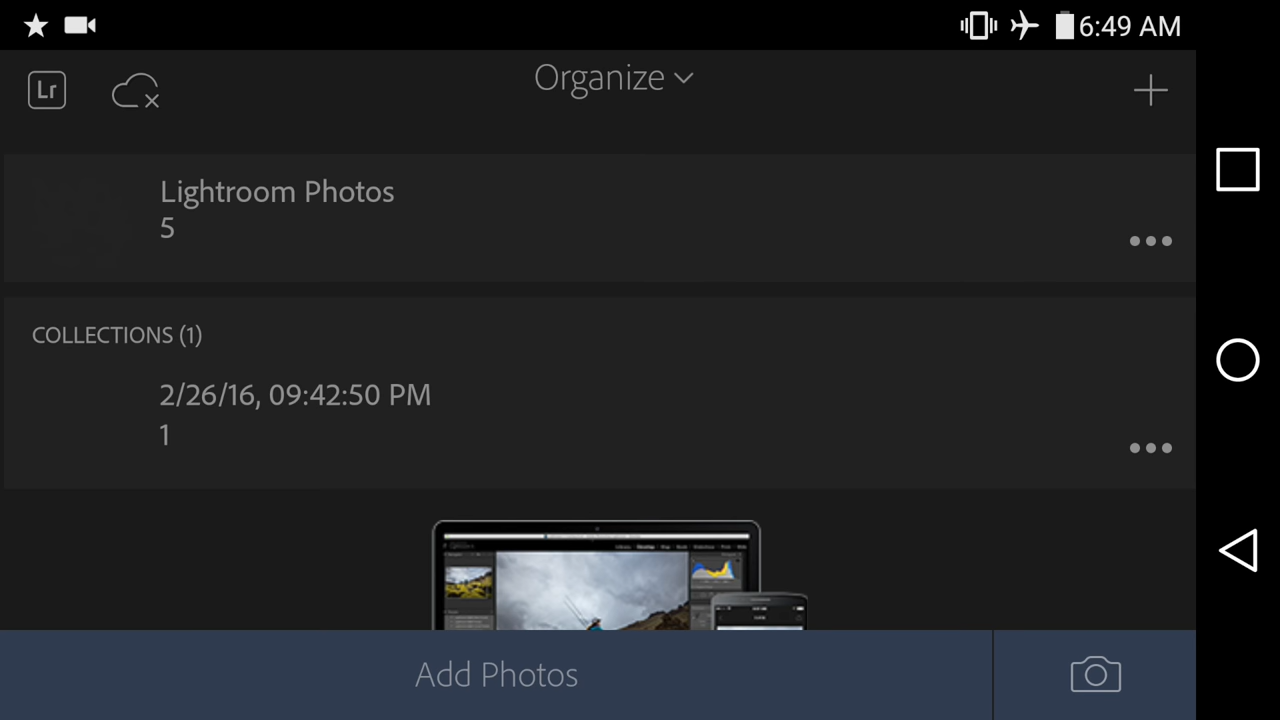 6:49 AM
Lr
Organize
Lightroom Photos
5
COLLECTIONS (1)
2/26/16, 09:42:50 PM
1
Add Photos